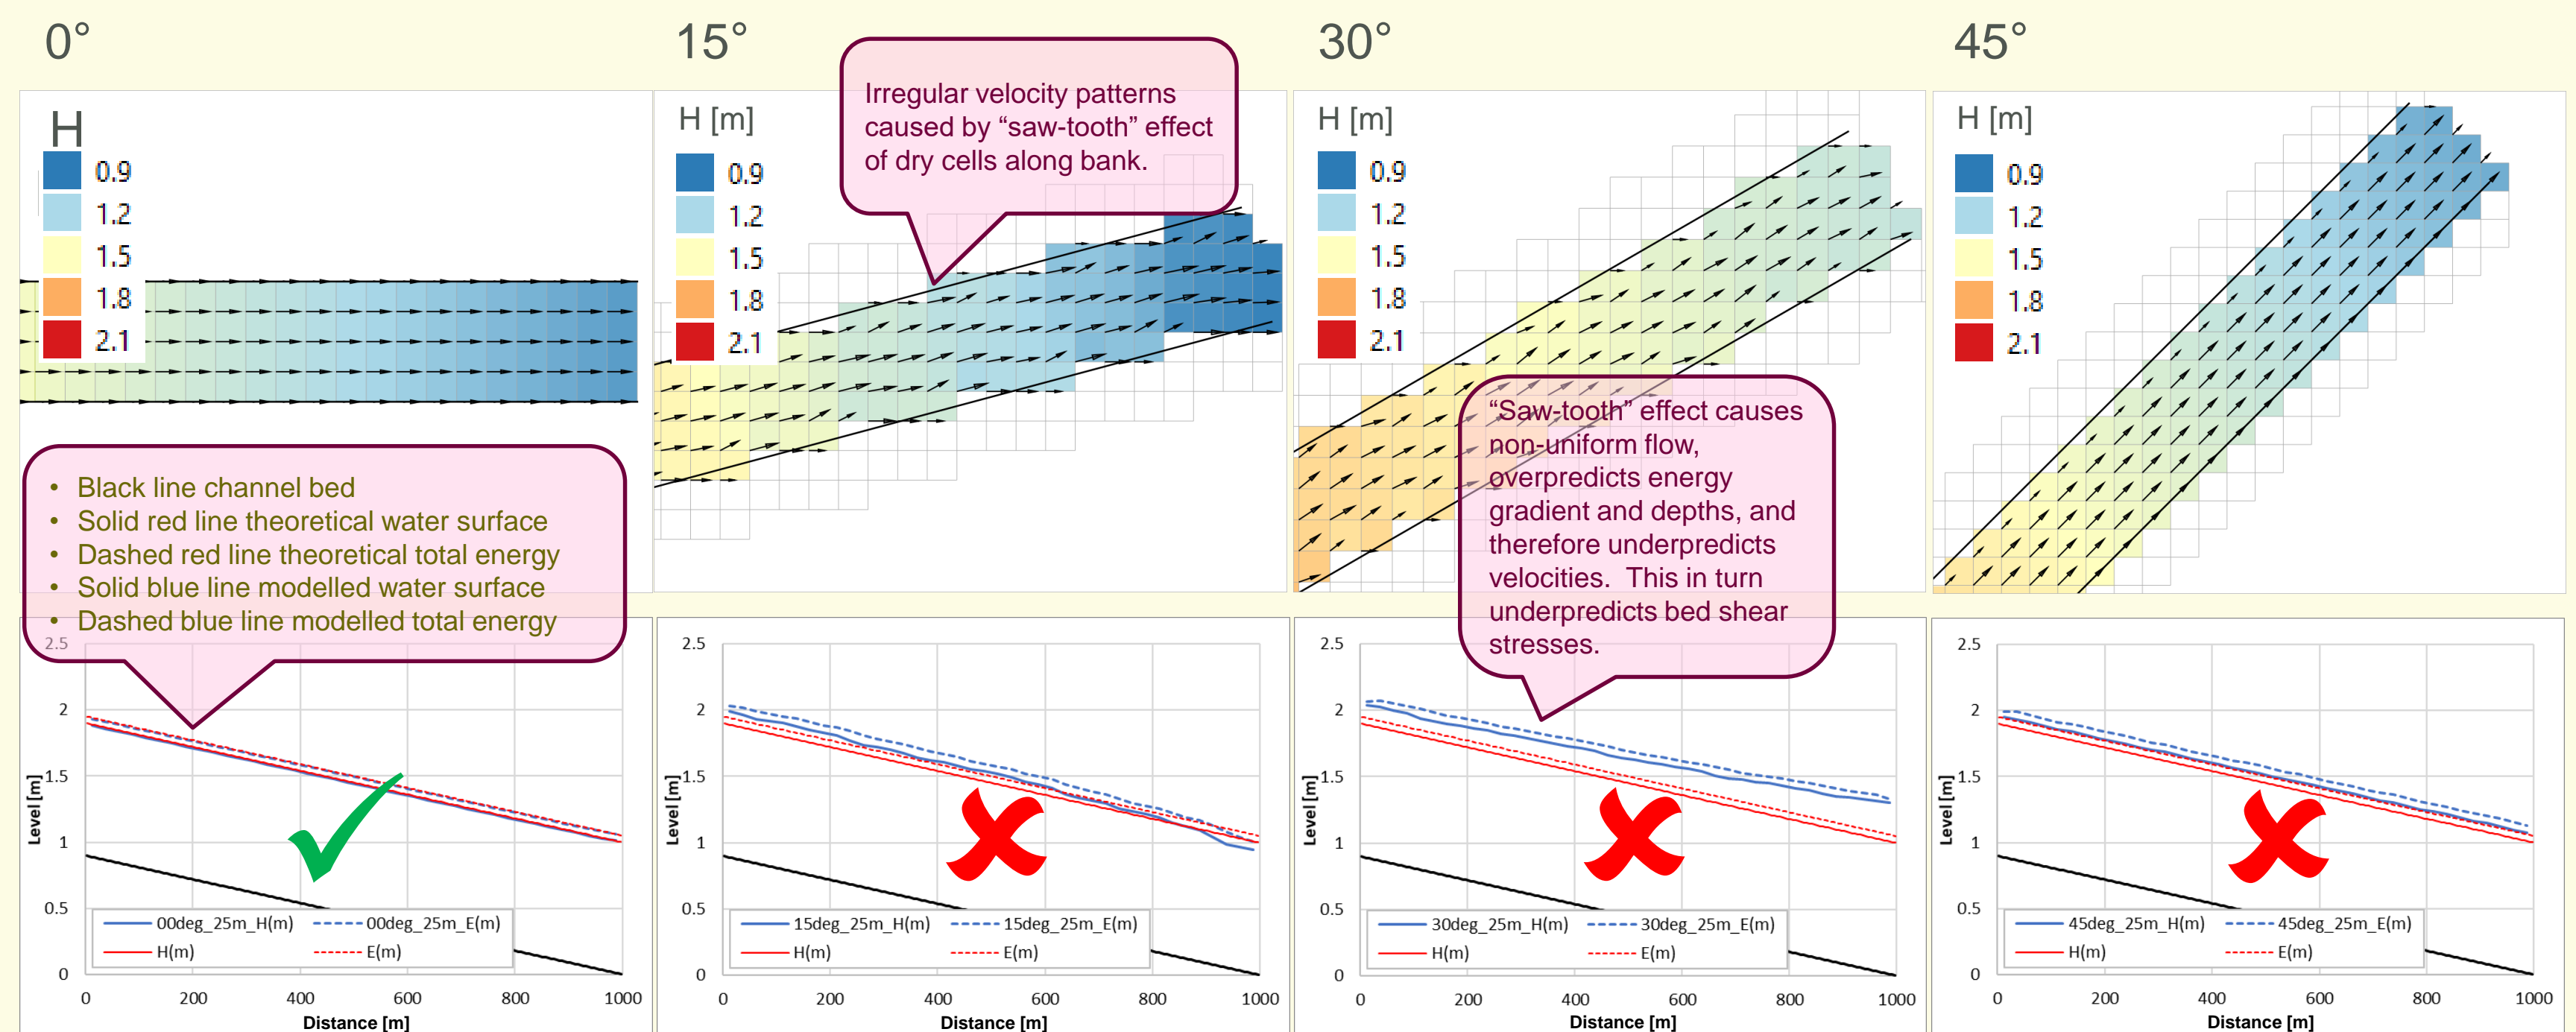 0°
15°
30°
45°
Irregular velocity patterns
caused by “saw-tooth” effect
of dry cells along bank.
H
0.9
1.2
1.5
1.8
2.1
H [m]
0.9
1.2
1.5
1.8
2.1
H [m]
0.9
1.2
1.5
1.8
2.1
H [m]
0.9
1.2
1.5
1.8
2.1
• Black line channel bed
• Solid red line theoretical water surface
• Dashed red line theoretical total energy
• Solid blue line modelled water surface
• Dashed blue line modelled total energy
“Saw-tooth” effect causes
non-uniform flow,
overpredicts energy
gradient and depths, and
therefore underpredicts
velocities.  This in turn
underpredicts bed shear
stresses.
2.5
2
1.5
1
0.5
0
Level [m]
00deg_25m_H(m) 00deg_25m_E(m)
H(m) E(m)
0 200 400 600 800 1000
Distance [m]
2.5
2
1.5
1
0.5
0
Level [m]
15deg_25m_H(m) 15deg_25m_E(m)
H(m) E(m)
0 200 400 600 800 1000
Distance [m]
2.5
2
1.5
1
0.5
0
Level [m]
30deg_25m_H(m) 30deg_25m_E(m)
H(m) E(m)
0 200 400 600 800 1000
Distance [m]
2.5
2
1.5
1
0.5
0
Level [m]
45deg_25m_H(m) 45deg_25m_E(m)
H(m) E(m)
0 200 400 600 800 1000
Distance [m]